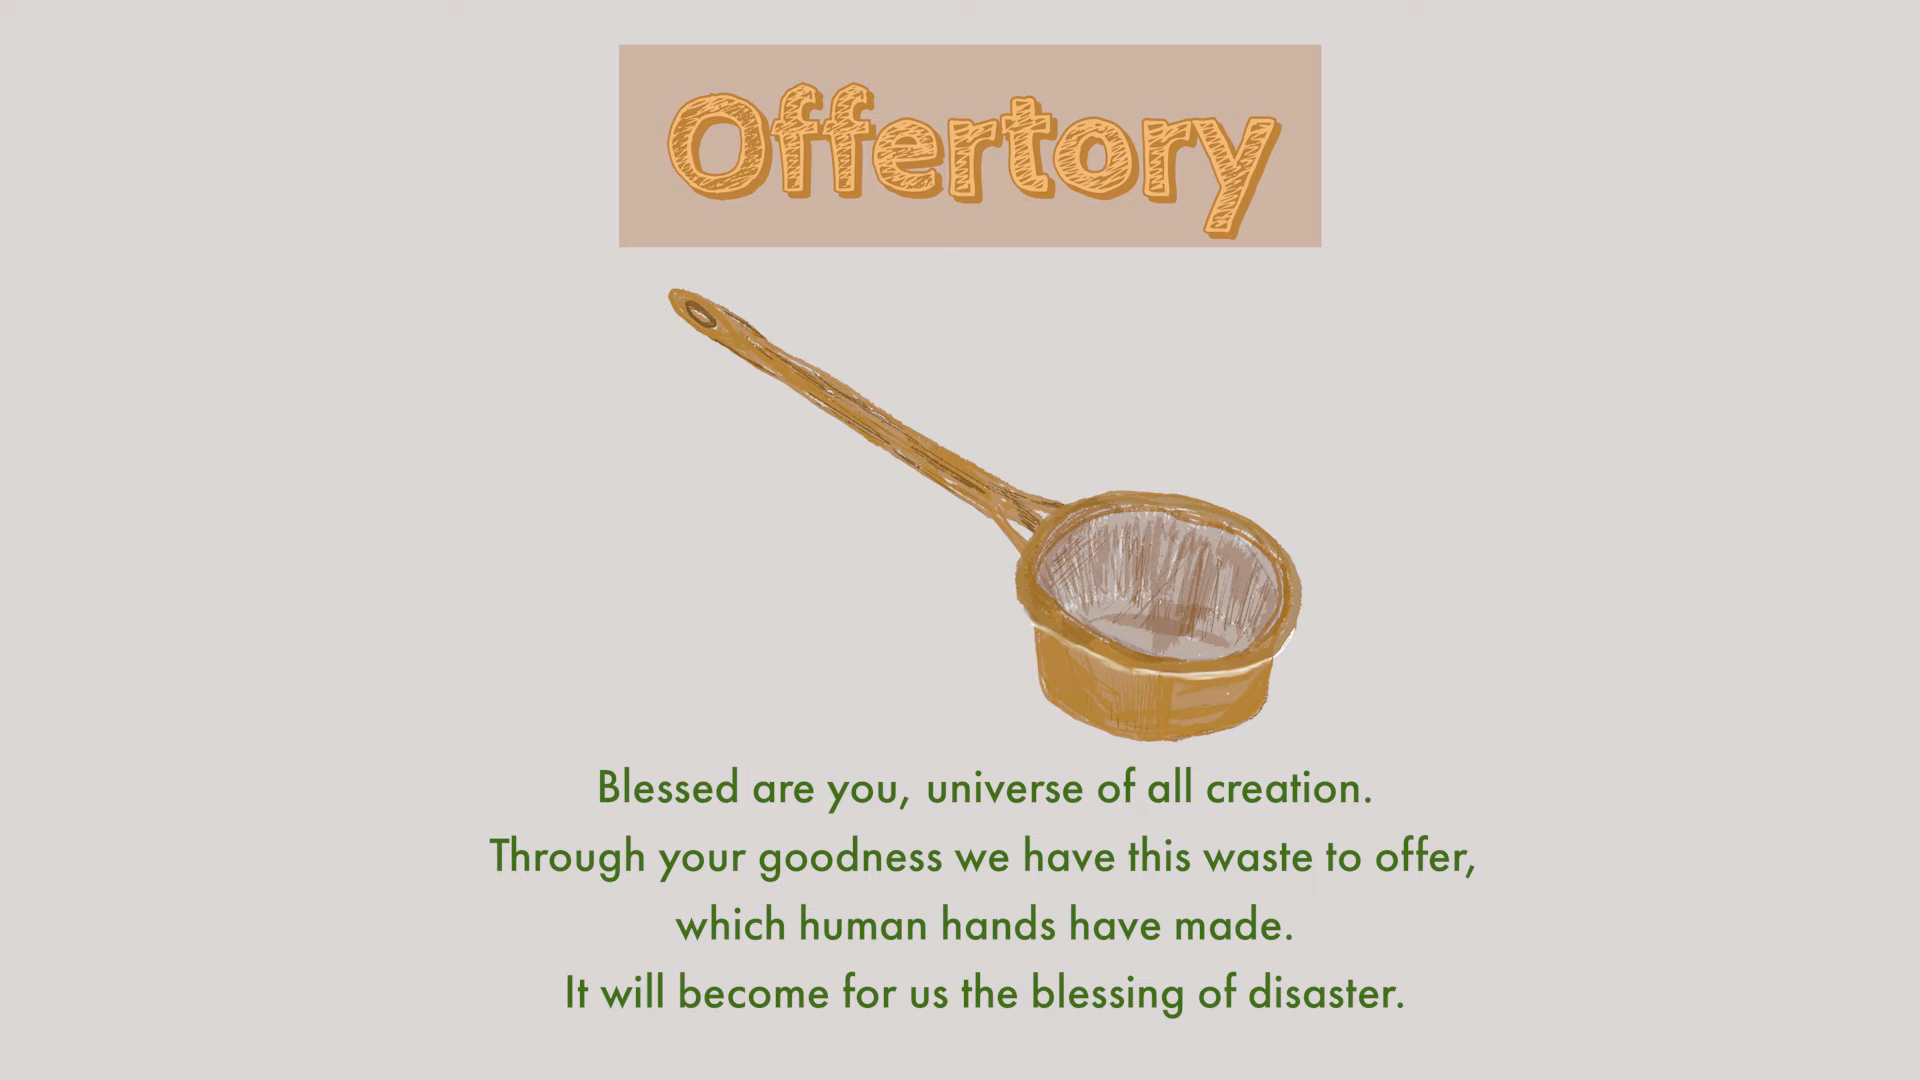 Offertory
Blessed are you, universe of all creation.
Through your goodness we have this waste to offer,
which human hands have made.
It will become for us the blessing of disaster.